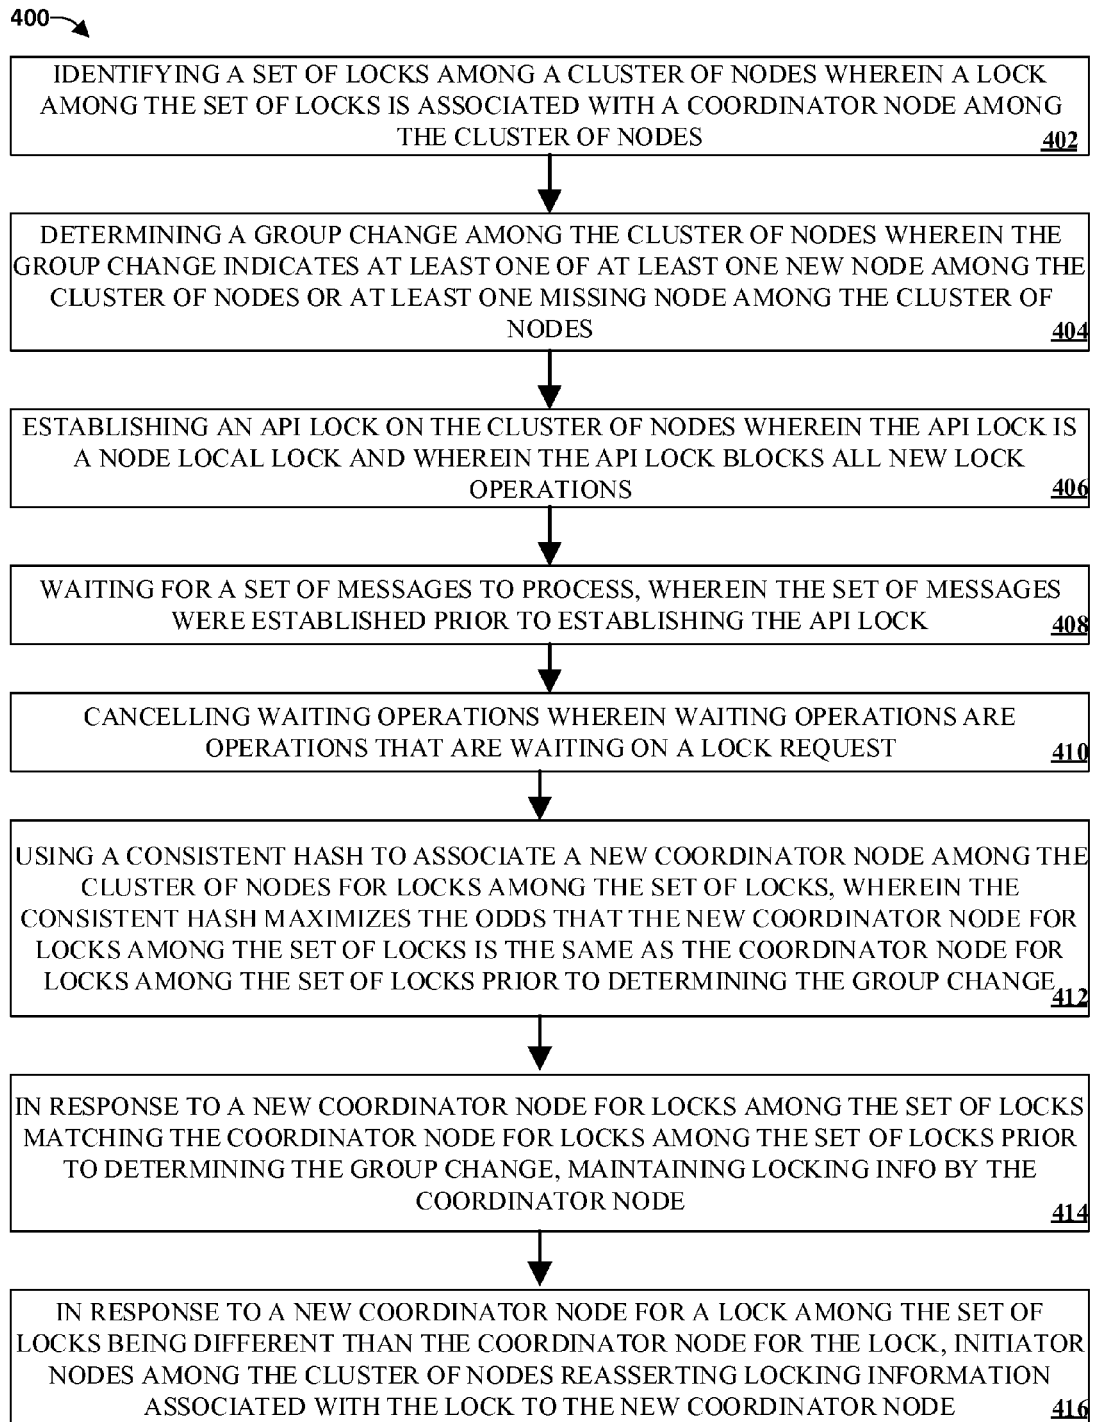 400
IDENTIFYING A SET OF LOCKS AMONG A CLUSTER OF NODES WHEREIN A LOCK
AMONG THE SET OF LOCKS IS ASSOCIATED WITH A COORDINATOR NODE AMONG
THE CLUSTER OF NODES
402
DETERMINING A GROUP CHANGE AMONG THE CLUSTER OF NODES WHEREIN THE
GROUP CHANGE INDICATES AT LEAST ONE OF AT LEAST ONE NEW NODE AMONG THE
CLUSTER OF NODES OR AT LEAST ONE MISSING NODE AMONG THE CLUSTER OF
NODES
404
ESTABLISHING AN API LOCK ON THE CLUSTER OF NODES WHEREIN THE API LOCK IS
A NODE LOCAL LOCK AND WHEREIN THE API LOCK BLOCKS ALL NEW LOCK
OPERATIONS
406
WAITING FOR A SET OF MESSAGES TO PROCESS, WHEREIN THE SET OF MESSAGES
WERE ESTABLISHED PRIOR TO ESTABLISHING THE API LOCK
408
CANCELLING WAITING OPERATIONS WHEREIN WAITING OPERATIONS ARE
OPERATIONS THAT ARE WAITING ON A LOCK REQUEST
410
USING A CONSISTENT HASH TO ASSOCIATE A NEW COORDINATOR NODE AMONG THE
CLUSTER OF NODES FOR LOCKS AMONG THE SET OF LOCKS, WHEREIN THE
CONSISTENT HASH MAXIMIZES THE ODDS THAT THE NEW COORDINATOR NODE FOR
LOCKS AMONG THE SET OF LOCKS IS THE SAME AS THE COORDINATOR NODE FOR
LOCKS AMONG THE SET OF LOCKS PRIOR TO DETERMINING THE GROUP CHANGE
412
IN RESPONSE TO A NEW COORDINATOR NODE FOR LOCKS AMONG THE SET OF LOCKS
MATCHING THE COORDINATOR NODE FOR LOCKS AMONG THE SET OF LOCKS PRIOR
TO DETERMINING THE GROUP CHANGE, MAINTAINING LOCKING INFO BY THE
COORDINATOR NODE
414
IN RESPONSE TO A NEW COORDINATOR NODE FOR A LOCK AMONG THE SET OF
LOCKS BEING DIFFERENT THAN THE COORDINATOR NODE FOR THE LOCK, INITIATOR
NODES AMONG THE CLUSTER OF NODES REASSERTING LOCKING INFORMATION
ASSOCIATED WITH THE LOCK TO THE NEW COORDINATOR NODE
416